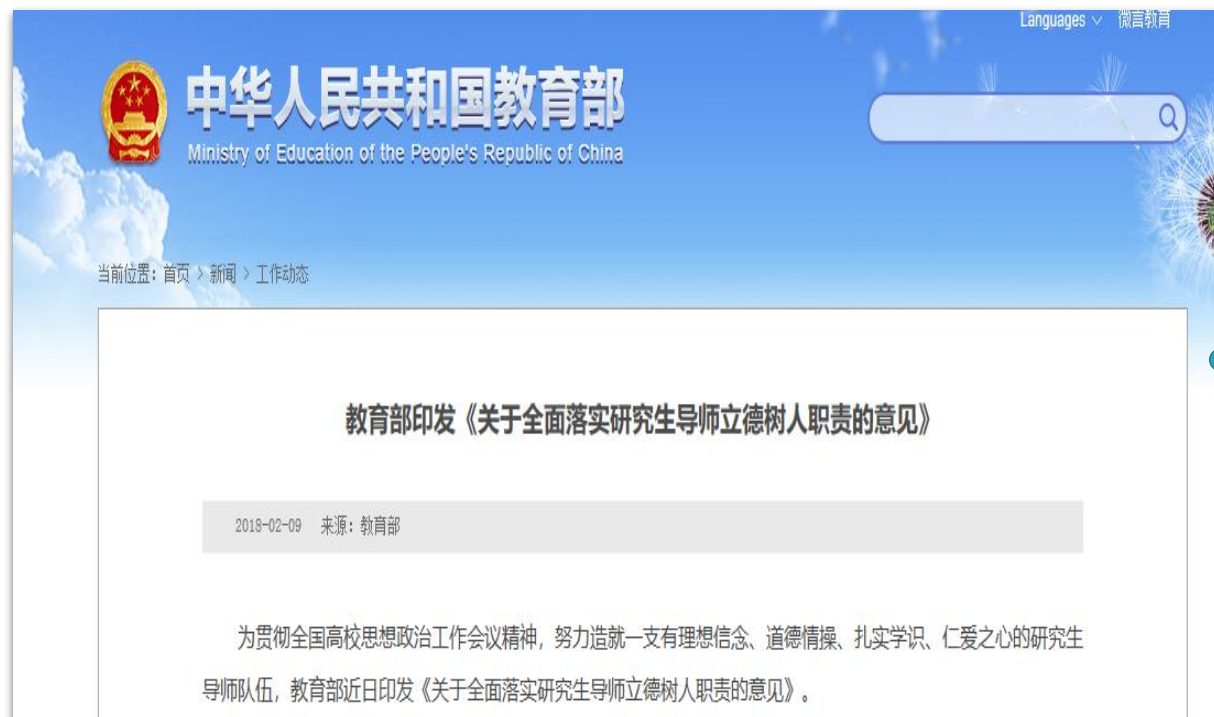 Languages 微言教育
中华人民共和国教育部
Ministry of Education of the People's Republic of China
当前位置：首页 > 新闻 > 工作动态
教育部印发《关于全面落实研究生导师立德树人职责的意见》
2018-02-09 来源：教育部
为贯彻全国高校思想政治工作会议精神，努力造就一支有理想信念、道德情操、扎实学识、仁爱之心的研究生
导师队伍，教育部近日印发《关于全面落实研究生导师立德树人职责的意见》。